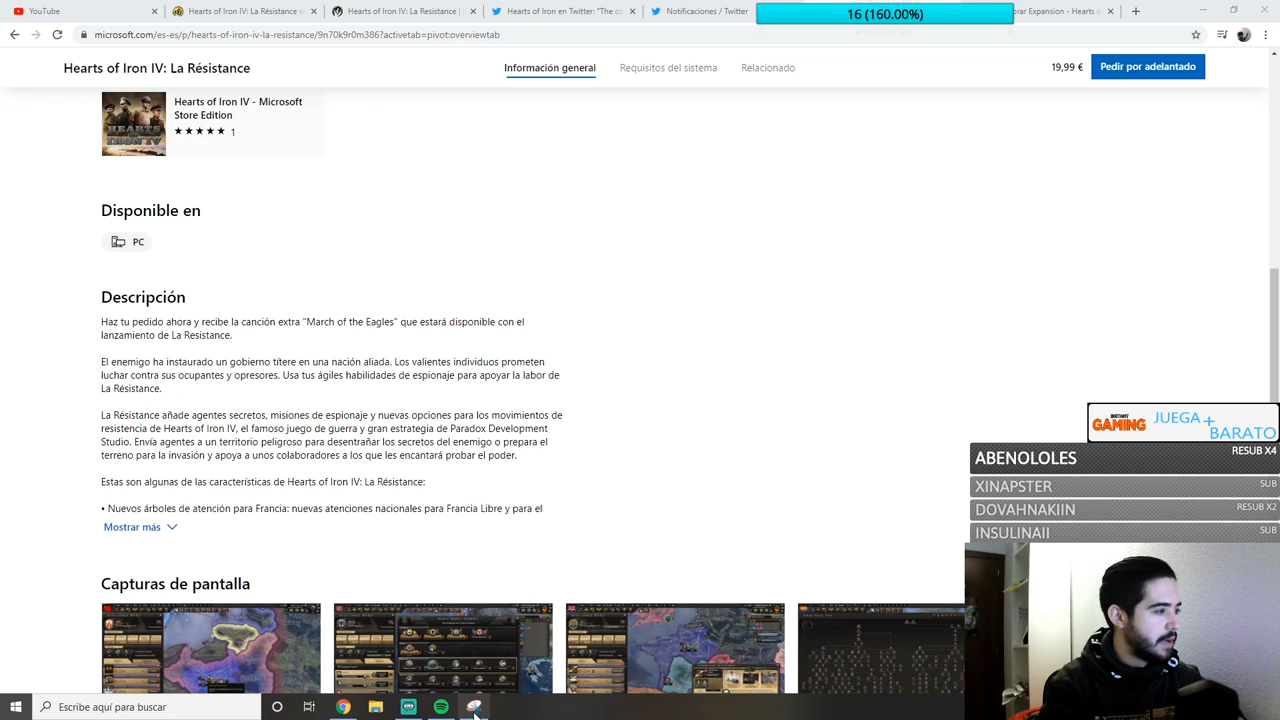 YouTube
Hearts of Iron IV: La Résistance w
Hearts of Iron IV: La Resistance |
Hearts of Iron en Twitter: "The co
Notificaciones / Twitter
16 (160.00%)
orar Expansion - Hearts o
microsoft.com/es-es/p/hearts-of-iron-iv-la-resistance/9n70k9r0m386?activetab=pivot:overviewtab
Hearts of Iron IV: La Résistance
Información general
Requisitos del sistema
Relacionado
19,99 €
Pedir por adelantado
Hearts of Iron IV - Microsoft
Store Edition
1
HEARTS
OF
IRON IV
Disponible en
PC
Descripción
Haz tu pedido ahora y recibe la canción extra "March of the Eagles" que estará disponible con el
lanzamiento de La Resistance.
El enemigo ha instaurado un gobierno títere en una nación aliada. Los valientes individuos prometen
luchar contra sus ocupantes y opresores. Usa tus ágiles habilidades de espionaje para apoyar la labor de
La Résistance.
La Résistance añade agentes secretos, misiones de espionaje y nuevas opciones para los movimientos de
resistencia de Hearts of Iron IV, el famoso juego de guerra y gran estrategia de Paradox Development
Studio. Envía agentes a un territorio peligroso para desentrañar los secretos del enemigo o prepara el
terreno para la invasión y apoya a unos colaboradores a los que les encantará probar el poder.
Estas son algunas de las características de Hearts of Iron IV: La Résistance:
• Nuevos árboles de atención para Francia: nuevas atenciones nacionales para Francia Libre y para el
Mostrar más
Capturas de pantalla
INSTANT
GAMING
JUEGA+
BARATO
ABENOLOLES
RESUB X4
XINAPSTER
SUB
DOVAHNAKIIN
RESUB X2
INSULINAII
SUB
Escribe aquí para buscar